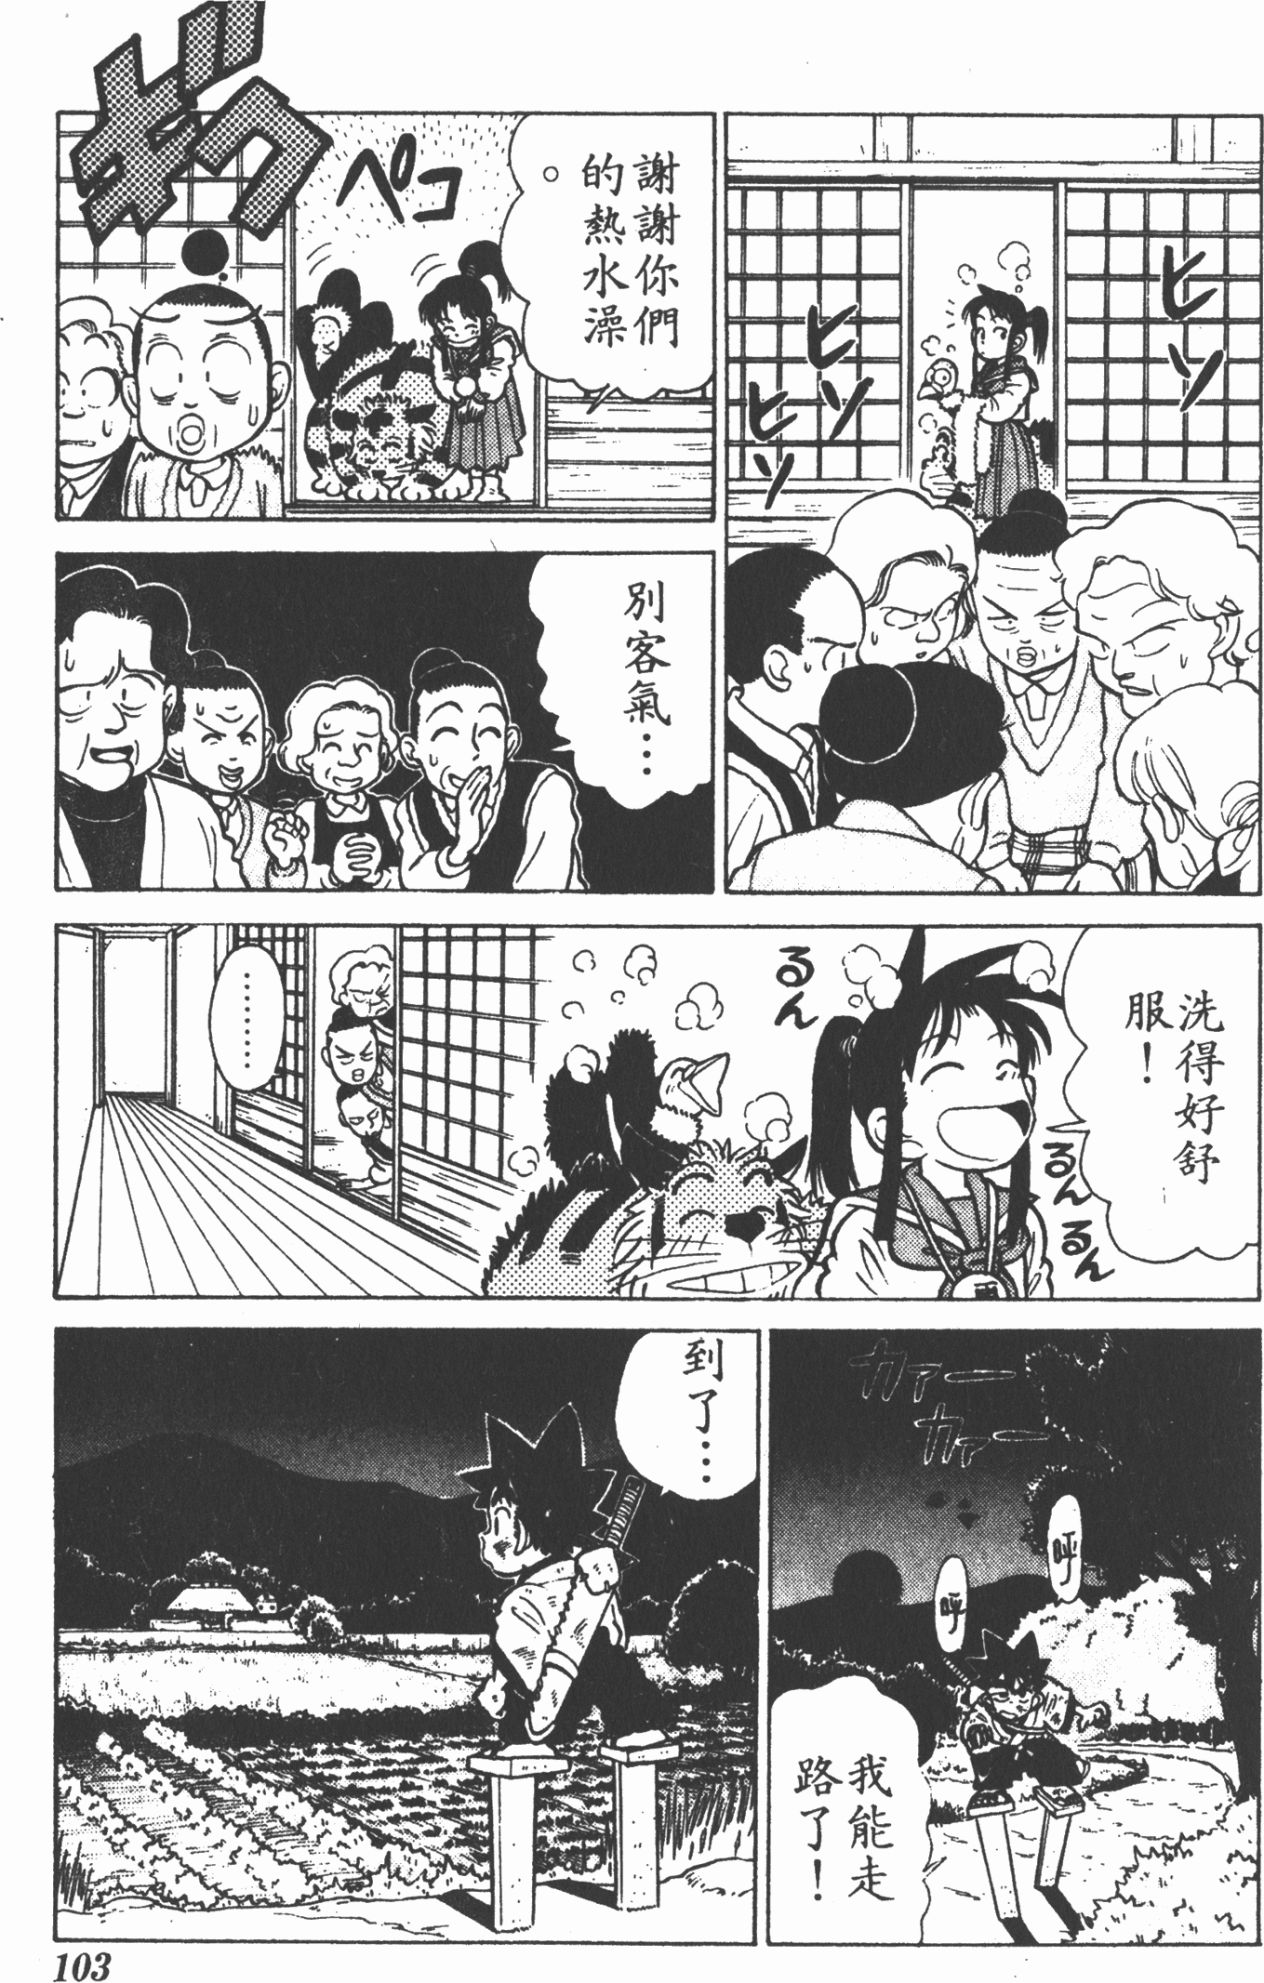 ヒソ
ヒソ
ヒソ
謝謝你們
的熱水澡
。
ペコ
ギク
別客氣…
洗得好舒
服！
るん
るん
るん
………
カァー
カァー
呼
呼
我能走
路了！
到了…
103